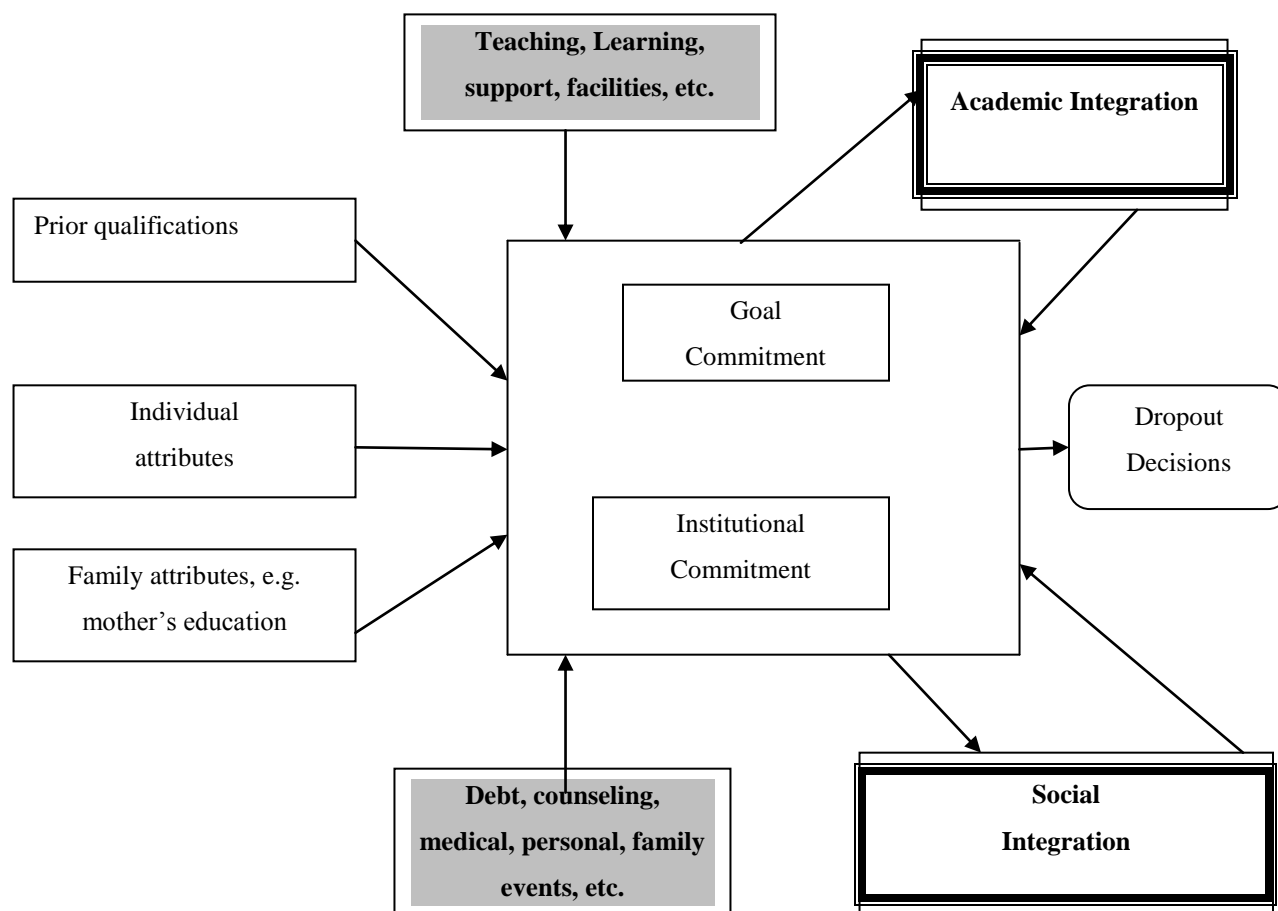 Teaching, Learning,
support, facilities, etc.
Academic Integration
Prior qualifications
Goal
Commitment
Individual
attributes
Dropout
Decisions
Institutional
Commitment
Family attributes, e.g.
mother’s education
Debt, counseling,
medical, personal, family
events, etc.
Social
Integration